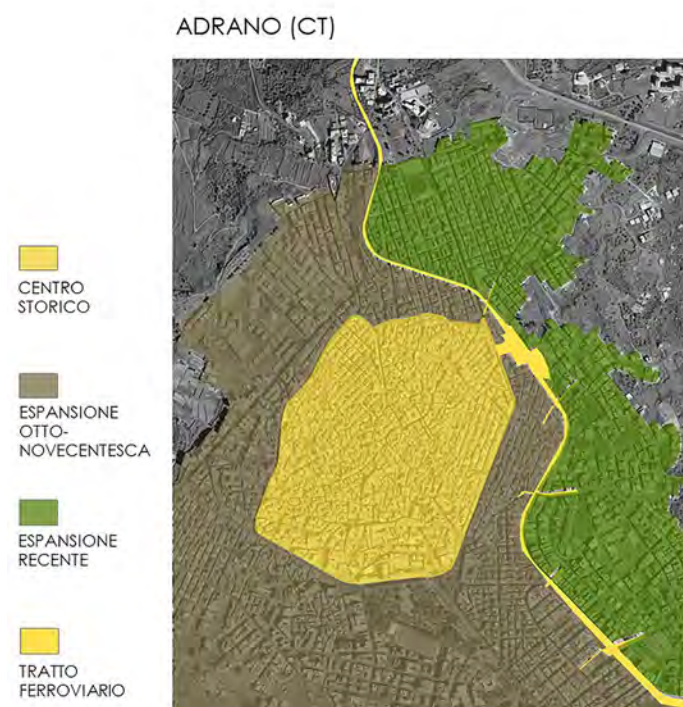 ADRANO (CT)
CENTRO
STORICO
ESPANSIONE
OTTO-
NOVECENTESCA
ESPANSIONE
RECENTE
TRATTO
FERROVIARIO